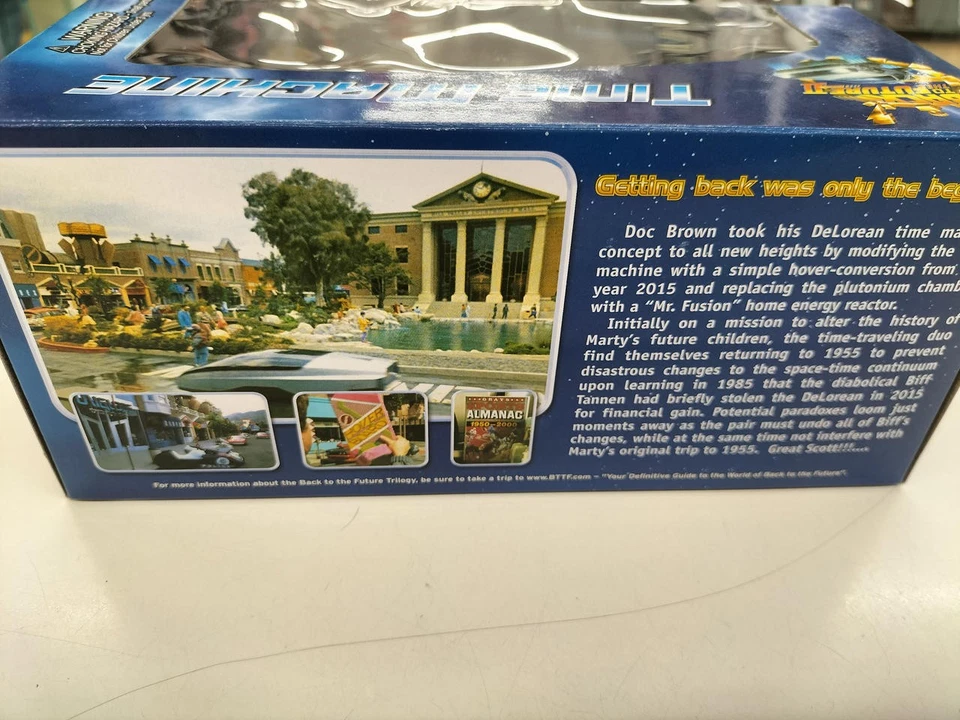 WARNING:
TIME MACHINE
BACK TO THE FUTURE II
Getting back was only the beg
Doc Brown took his DeLorean time ma
concept to all new heights by modifying the
machine with a simple hover-conversion from
year 2015 and replacing the plutonium chamb
with a "Mr. Fusion" home energy reactor.
Initially on a mission to alter the history of
Marty's future children, the time-traveling duo
find themselves returning to 1955 to prevent
disastrous changes to the space-time continuum
upon learning in 1985 that the diabolical Biff
Tannen had briefly stolen the DeLorean in 2015
for financial gain. Potential paradoxes loom just
moments away as the pair must undo all of Biff's
changes, while at the same time not interfere with
Marty's original trip to 1955. Great Scott!!!....
GRAYS
ALMANAC
1950-2000
For more information about the Back to the Future Trilogy, be sure to take a trip to www.BTTF.com - "Your Definitive Guide to the World of Back to the Future".